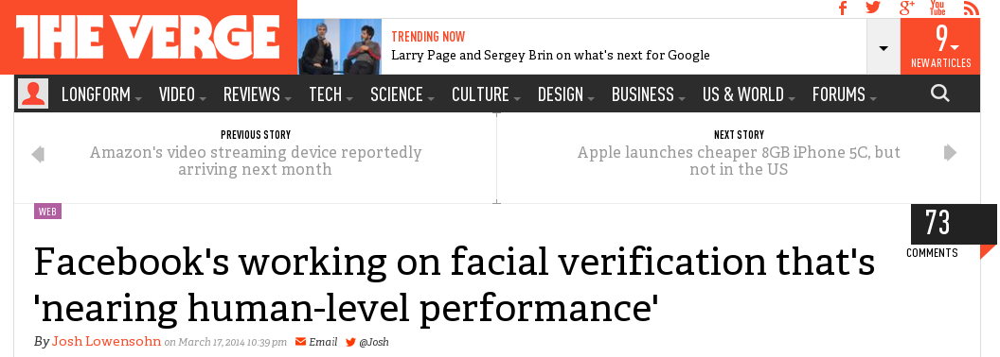 THE VERGE
TRENDING NOW
Larry Page and Sergey Brin on what's next for Google
9
NEW ARTICLES
g+
You Tube
LONGFORM VIDEO REVIEWS TECH SCIENCE CULTURE DESIGN BUSINESS US & WORLD FORUMS
PREVIOUS STORY
Amazon's video streaming device reportedly
arriving next month
NEXT STORY
Apple launches cheaper 8GB iPhone 5C, but
not in the US
WEB
73
COMMENTS
Facebook's working on facial verification that's
'nearing human-level performance'
By Josh Lowensohn on March 17, 2014 10:39 pm Email @Josh